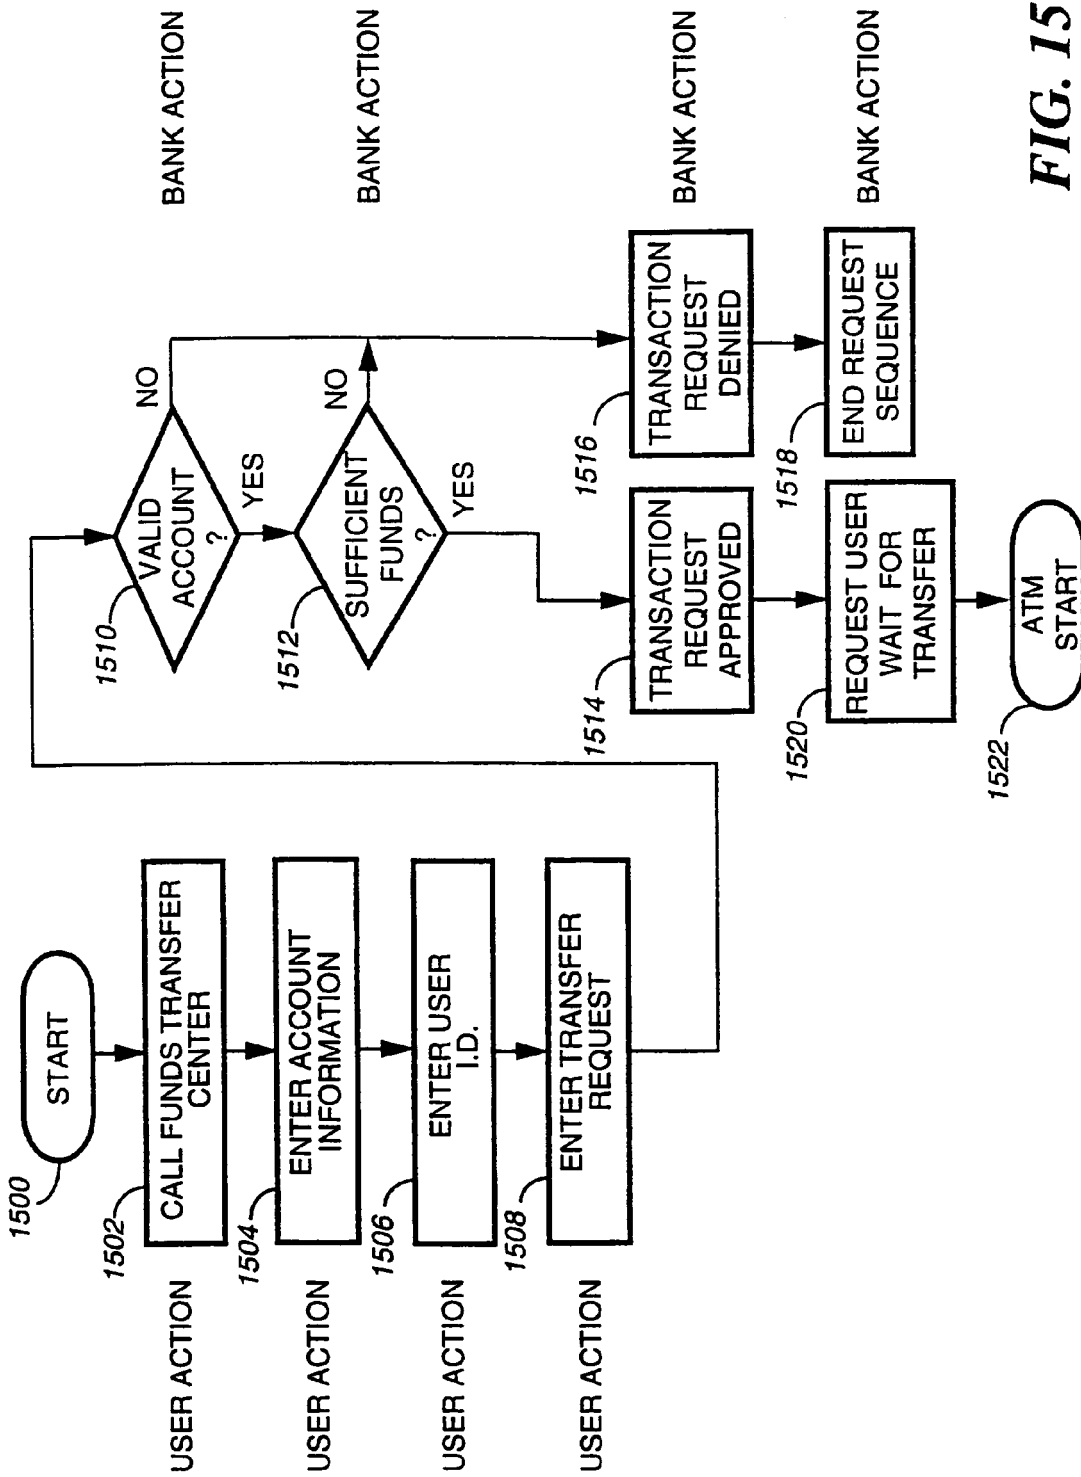 1500
START
USER ACTION
1502
CALL FUNDS TRANSFER
CENTER
USER ACTION
1504
ENTER ACCOUNT
INFORMATION
USER ACTION
1506
ENTER USER
I.D.
USER ACTION
1508
ENTER TRANSFER
REQUEST
1510
VALID
ACCOUNT
?
NO
YES
BANK ACTION
1512
SUFFICIENT
FUNDS
?
NO
YES
BANK ACTION
1514
TRANSACTION
REQUEST
APPROVED
1516
TRANSACTION
REQUEST
DENIED
BANK ACTION
1520
REQUEST USER
WAIT FOR
TRANSFER
1518
END REQUEST
SEQUENCE
BANK ACTION
1522
ATM
START
FIG. 15